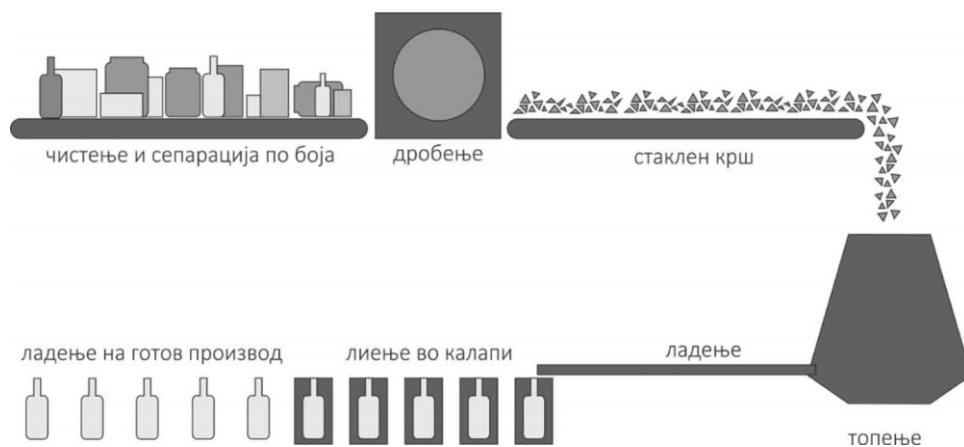 чистење и сепарација по боја
дробење
стаклен крш
ладење на готов производ
лиење во калапи
ладење
топење